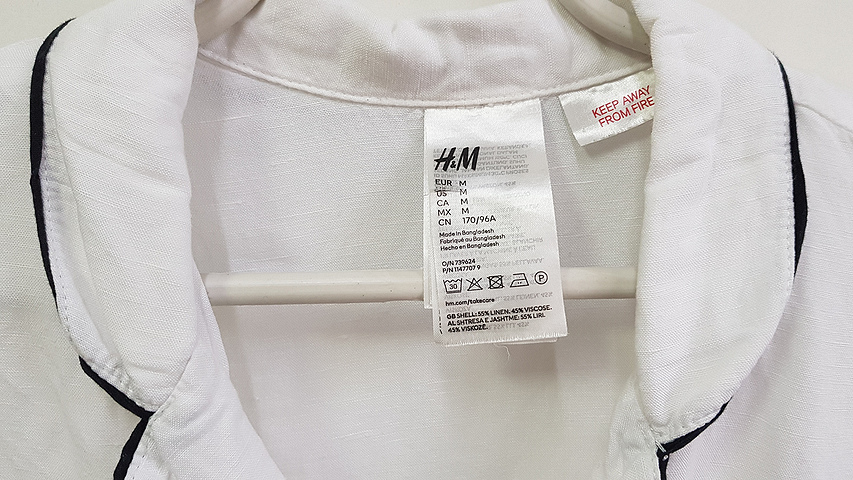 H&M
EUR M
US M
CA M
MX M
CN 170/96A
Made in Bangladesh
Fabriqué au Bangladesh
Hecho en Bangladesh
O/N 739624
P/N 1147707 9
30
P
hm.com/takecare
GB SHELL: 55% LINEN. 45% VISCOSE.
AL SHTRESA E JASHTME: 55% LIRI.
45% VISKOZË.
KEEP AWAY
FROM FIRE